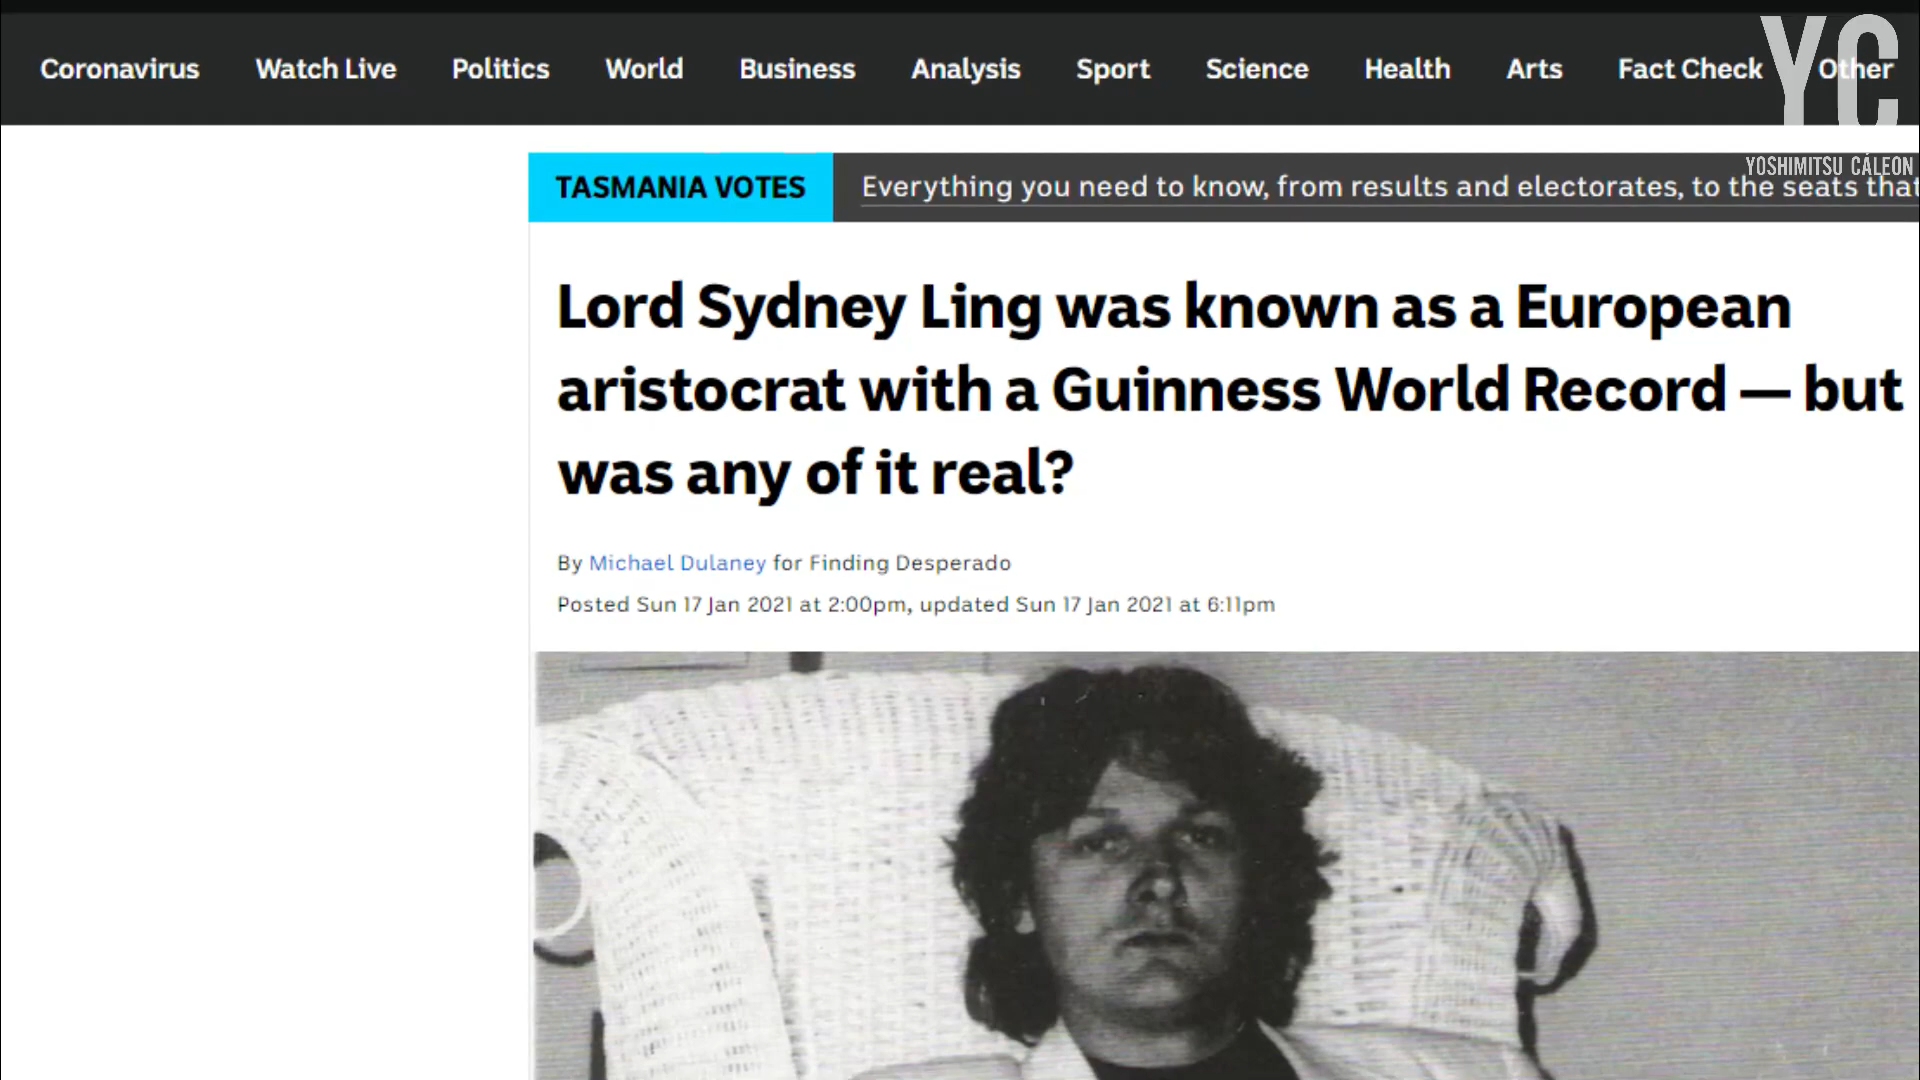 Coronavirus Watch Live Politics World Business Analysis Sport Science Health Arts Fact Check Other
YC
YOSHIMITSU CÁLEON
TASMANIA VOTES Everything you need to know, from results and electorates, to the seats that
Lord Sydney Ling was known as a European
aristocrat with a Guinness World Record — but
was any of it real?
By Michael Dulaney for Finding Desperado
Posted Sun 17 Jan 2021 at 2:00pm, updated Sun 17 Jan 2021 at 6:11pm